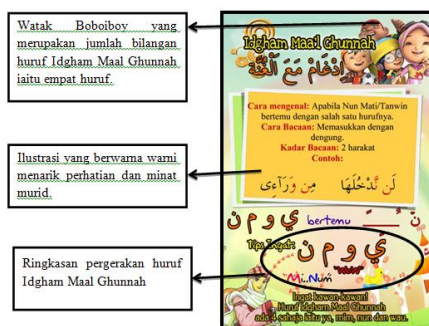 Watak Boboiboy yang
merupakan jumlah bilangan
huruf Idgham Maal Ghunnah
iaitu empat huruf.
Ilustrasi yang berwarna warni
menarik perhatian dan minat
murid.
Ringkasan pergerakan huruf
Idgham Maal Ghunnah
Idgham Maal Ghunnah
إِدْغَامْ مَعَ الْغُنَّةْ
Cara mengenal: Apabila Nun Mati/Tanwin
bertemu dengan salah satu hurufnya.
Cara Bacaan: Memasukkan dengan
dengung.
Kadar Bacaan: 2 harakat
Contoh:
لَن نَّدْخُلَهَا مِن وَرَآءِى
bertemu ي و م ن
Tips Ingat:
ي و م ن
Mi..Num
Ingat kawan-kawan!
Huruf Idgham Maal Ghunnah
ada 4 sahaja iaitu ya, mim, nun dan wau.